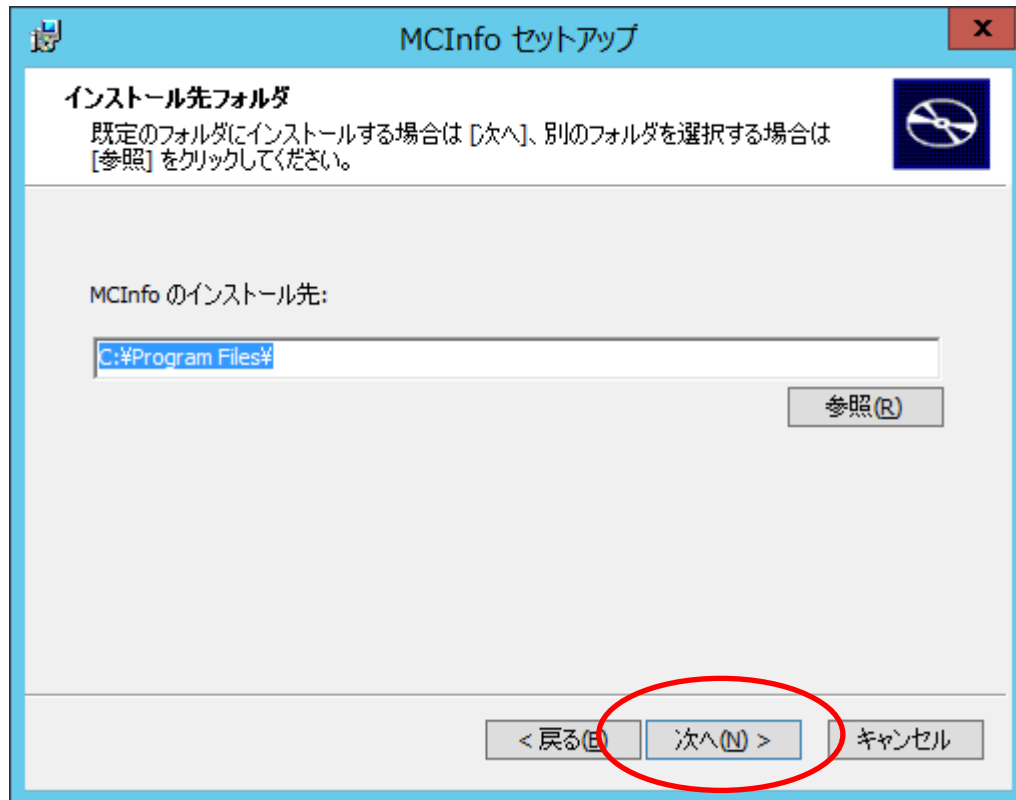 MCInfo セットアップ
x
インストール先フォルダ
既定のフォルダにインストールする場合は [次へ]、別のフォルダを選択する場合は
[参照] をクリックしてください。
MCInfo のインストール先:
C:¥Program Files¥
参照(R)
< 戻る(B) 次へ(N) > キャンセル